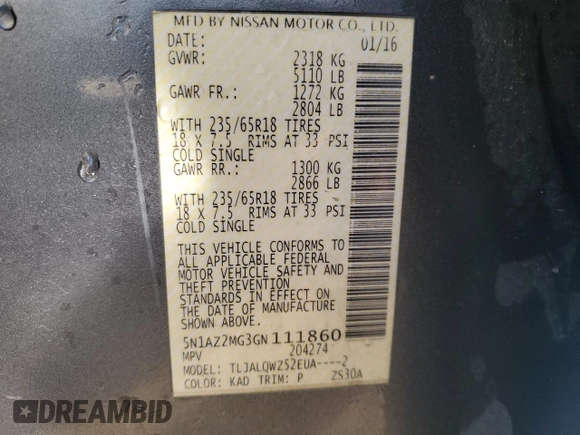 MFD BY NISSAN MOTOR CO., LTD.
DATE: 01/16
GVWR: 2318 KG
5110 LB
GAWR FR.: 1272 KG
2804 LB
WITH 235/65R18 TIRES
18 X 7.5 RIMS AT 33 PSI
COLD SINGLE
GAWR RR.: 1300 KG
2866 LB
WITH 235/65R18 TIRES
18 X 7.5 RIMS AT 33 PSI
COLD SINGLE
THIS VEHICLE CONFORMS TO
ALL APPLICABLE FEDERAL
MOTOR VEHICLE SAFETY AND
THEFT PREVENTION
STANDARDS IN EFFECT ON
THE DATE OF MANUFACTURE
SHOWN ABOVE.
5N1AZ2MG3GN111860
MPV 204274
MODEL: TLJALQWZ52EUA----2
COLOR: KAD TRIM: P Z530A
DREAMBID
dreambid.com